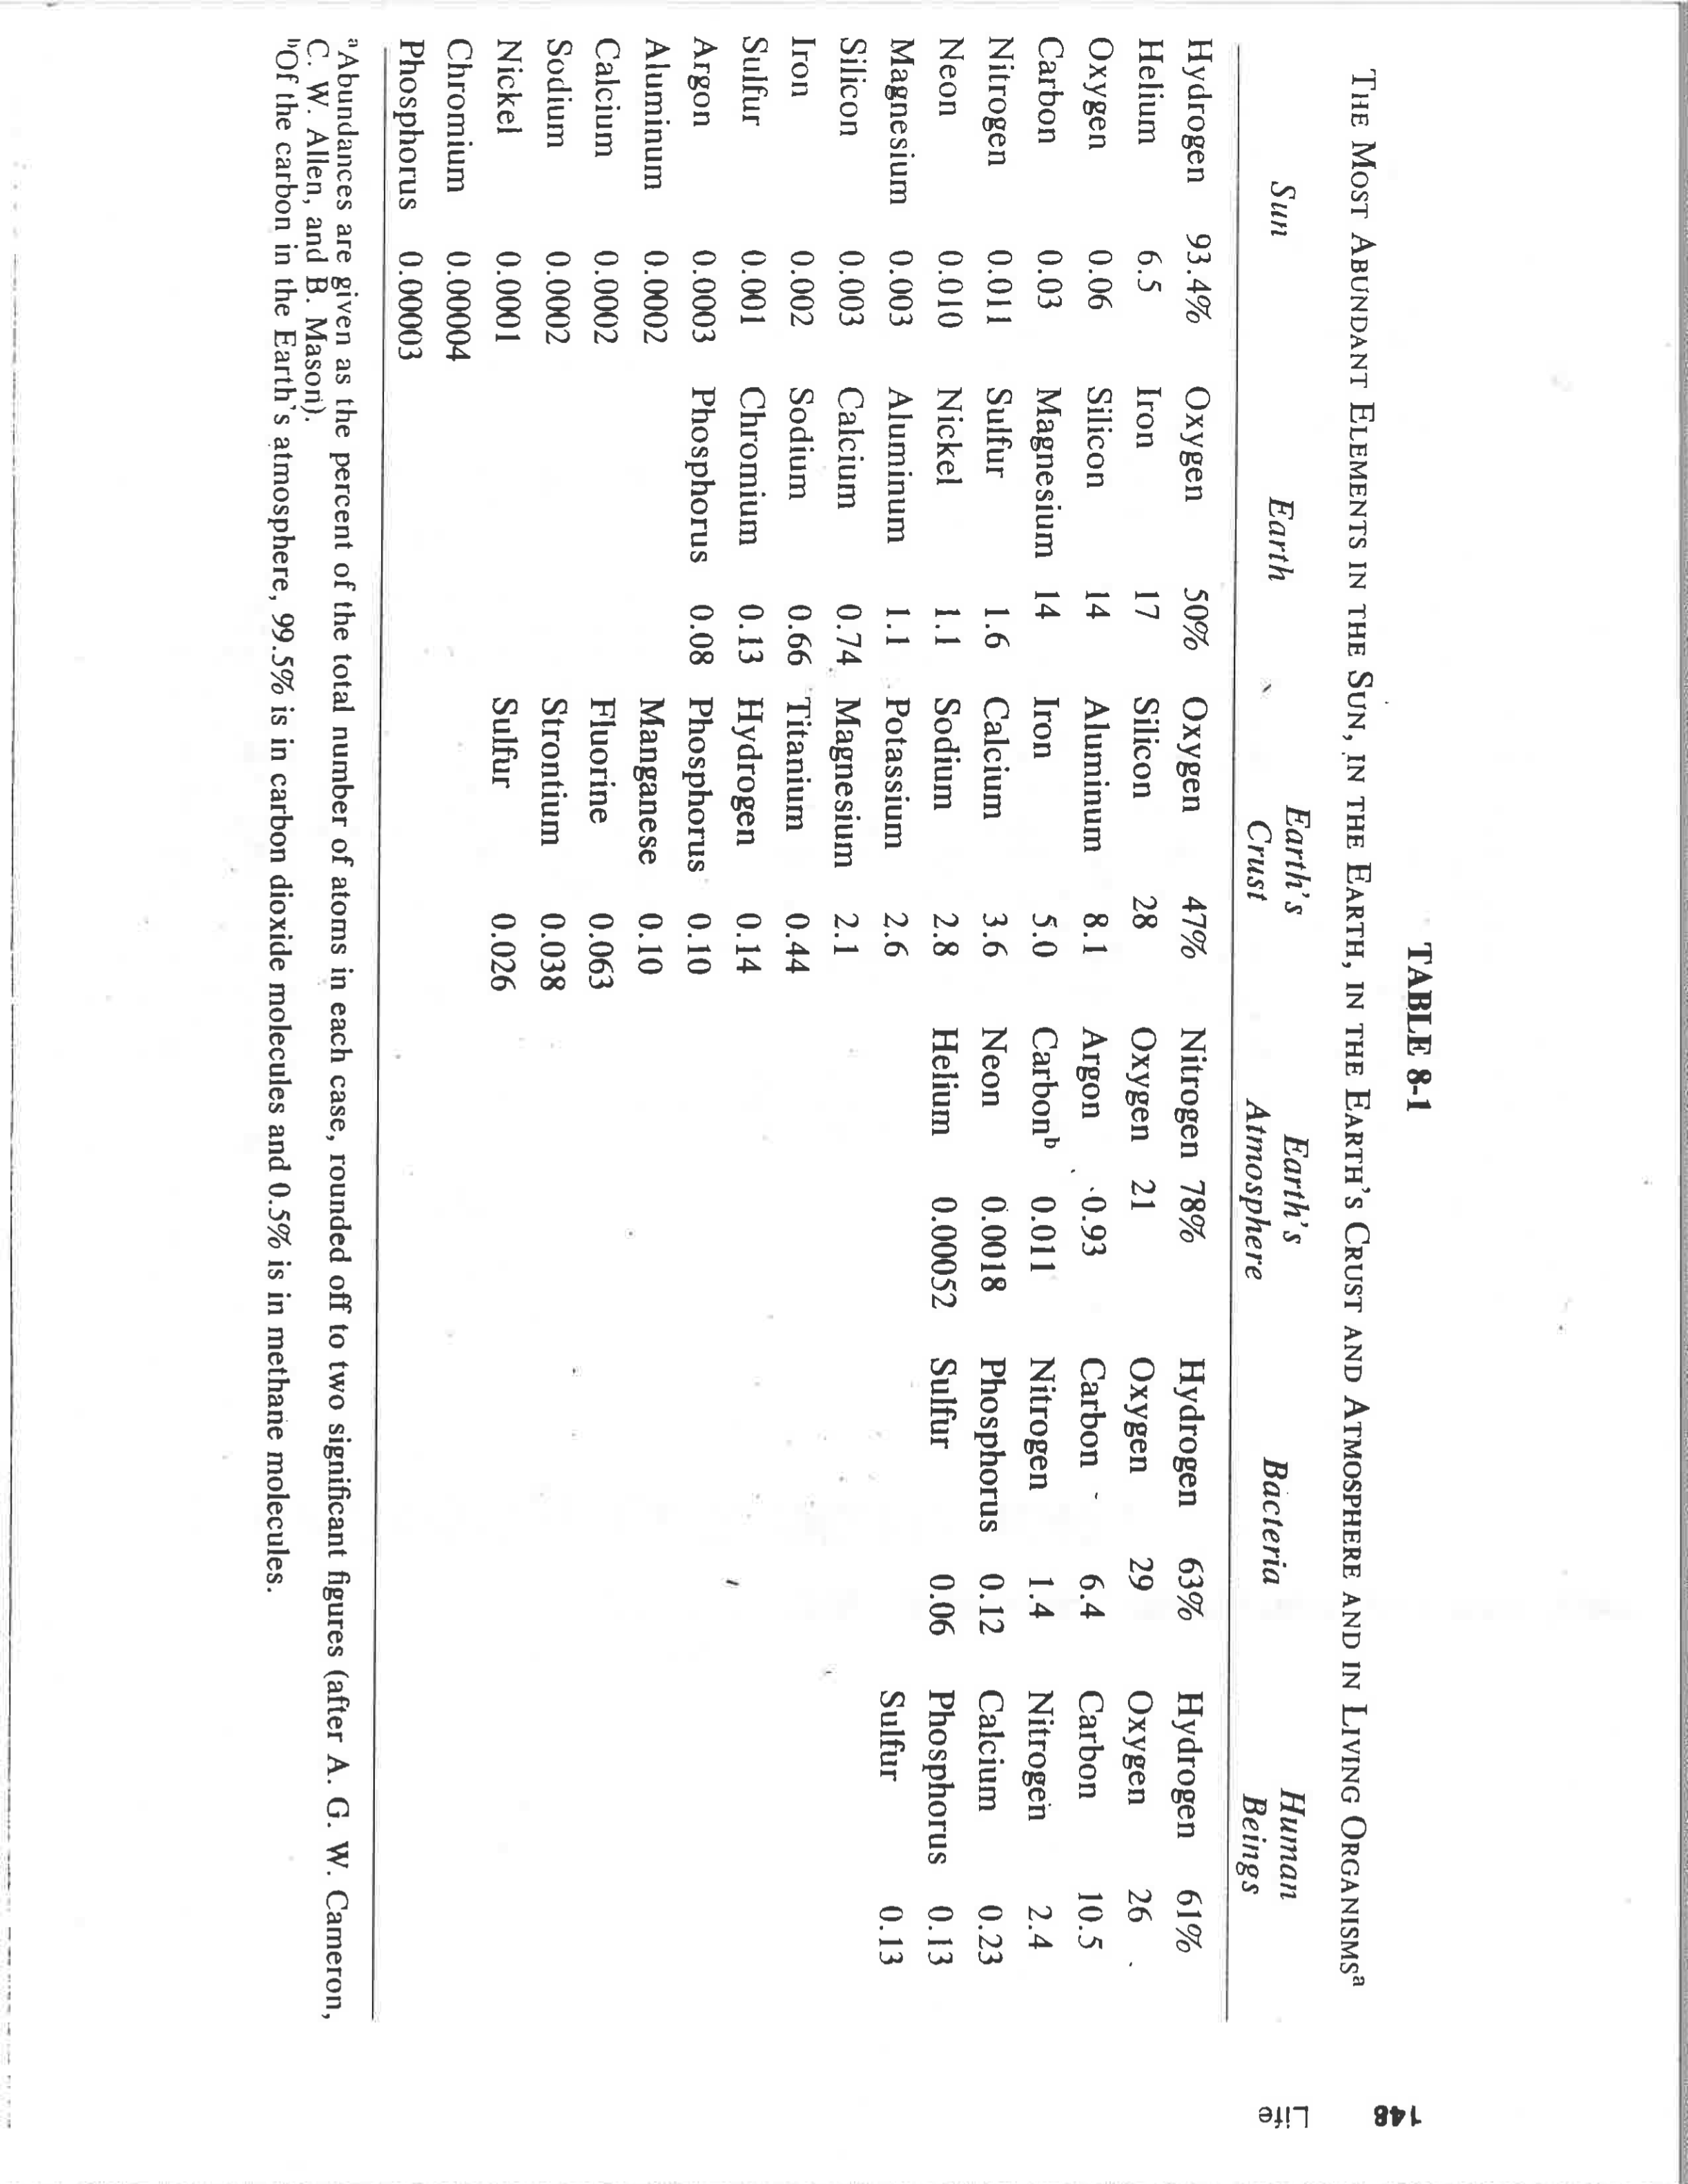 148
Life
TABLE 8-1
THE MOST ABUNDANT ELEMENTS IN THE SUN, IN THE EARTH, IN THE EARTH'S CRUST AND ATMOSPHERE AND IN LIVING ORGANISMSᵃ
Sun Earth Earth's Crust Earth's Atmosphere Bacteria Human Beings
Hydrogen 93.4% Oxygen 50% Oxygen 47% Nitrogen 78% Hydrogen 63% Hydrogen 61%
Helium 6.5 Iron 17 Silicon 28 Oxygen 21 Oxygen 29 Oxygen 26
Oxygen 0.06 Silicon 14 Aluminum 8.1 Argon 0.93 Carbon 6.4 Carbon 10.5
Carbon 0.03 Magnesium 14 Iron 5.0 Carbonᵇ 0.011 Nitrogen 1.4 Nitrogen 2.4
Nitrogen 0.011 Sulfur 1.6 Calcium 3.6 Neon 0.0018 Phosphorus 0.12 Calcium 0.23
Neon 0.010 Nickel 1.1 Sodium 2.8 Helium 0.00052 Sulfur 0.06 Phosphorus 0.13
Magnesium 0.003 Aluminum 1.1 Potassium 2.6 Sulfur 0.13
Silicon 0.003 Calcium 0.74 Magnesium 2.1
Iron 0.002 Sodium 0.66 Titanium 0.44
Sulfur 0.001 Chromium 0.13 Hydrogen 0.14
Argon 0.0003 Phosphorus 0.08 Phosphorus 0.10
Aluminum 0.0002 Manganese 0.10
Calcium 0.0002 Fluorine 0.063
Sodium 0.0002 Strontium 0.038
Nickel 0.0001 Sulfur 0.026
Chromium 0.00004
Phosphorus 0.00003
ᵃAbundances are given as the percent of the total number of atoms in each case, rounded off to two significant figures (after A. G. W. Cameron,
C. W. Allen, and B. Mason).
ᵇOf the carbon in the Earth's atmosphere, 99.5% is in carbon dioxide molecules and 0.5% is in methane molecules.